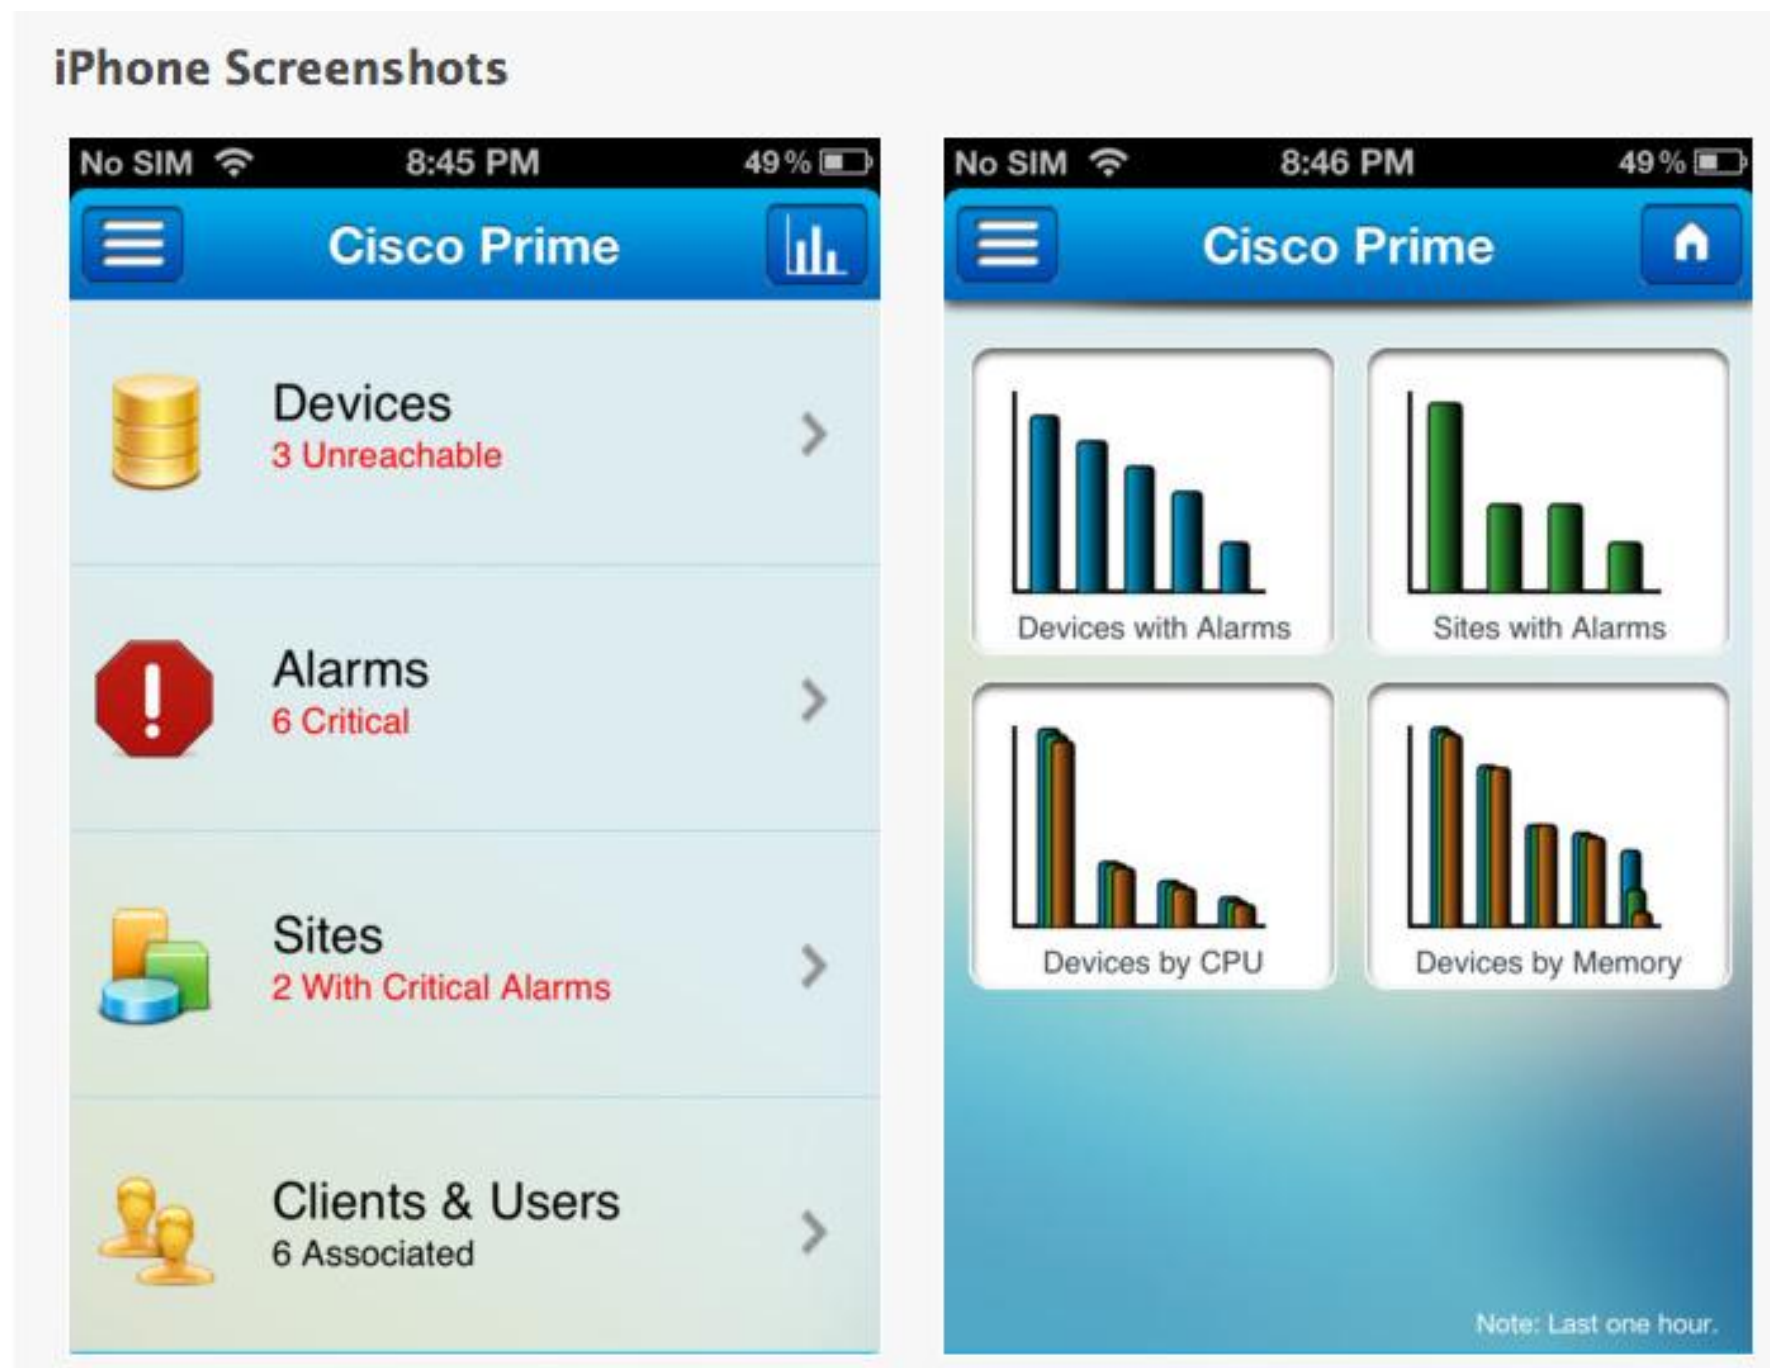 iPhone Screenshots
No SIM 8:45 PM 49%
Cisco Prime
Devices
3 Unreachable
Alarms
6 Critical
Sites
2 With Critical Alarms
Clients & Users
6 Associated
No SIM 8:46 PM 49%
Cisco Prime
Devices with Alarms
Sites with Alarms
Devices by CPU
Devices by Memory
Note: Last one hour.